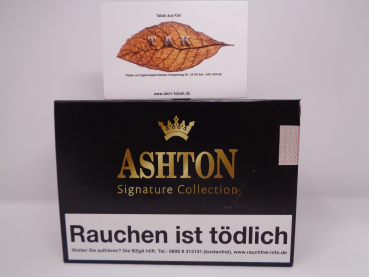 Tabak aus Kiel
TAK
www.dein-tabak.de
ASHTON
Signature Collection
Rauchen ist tödlich
Wollen Sie aufhören? Die BZgA hilft: Tel.: 0800 8 313131 (kostenfrei), www.rauchfrei-info.de